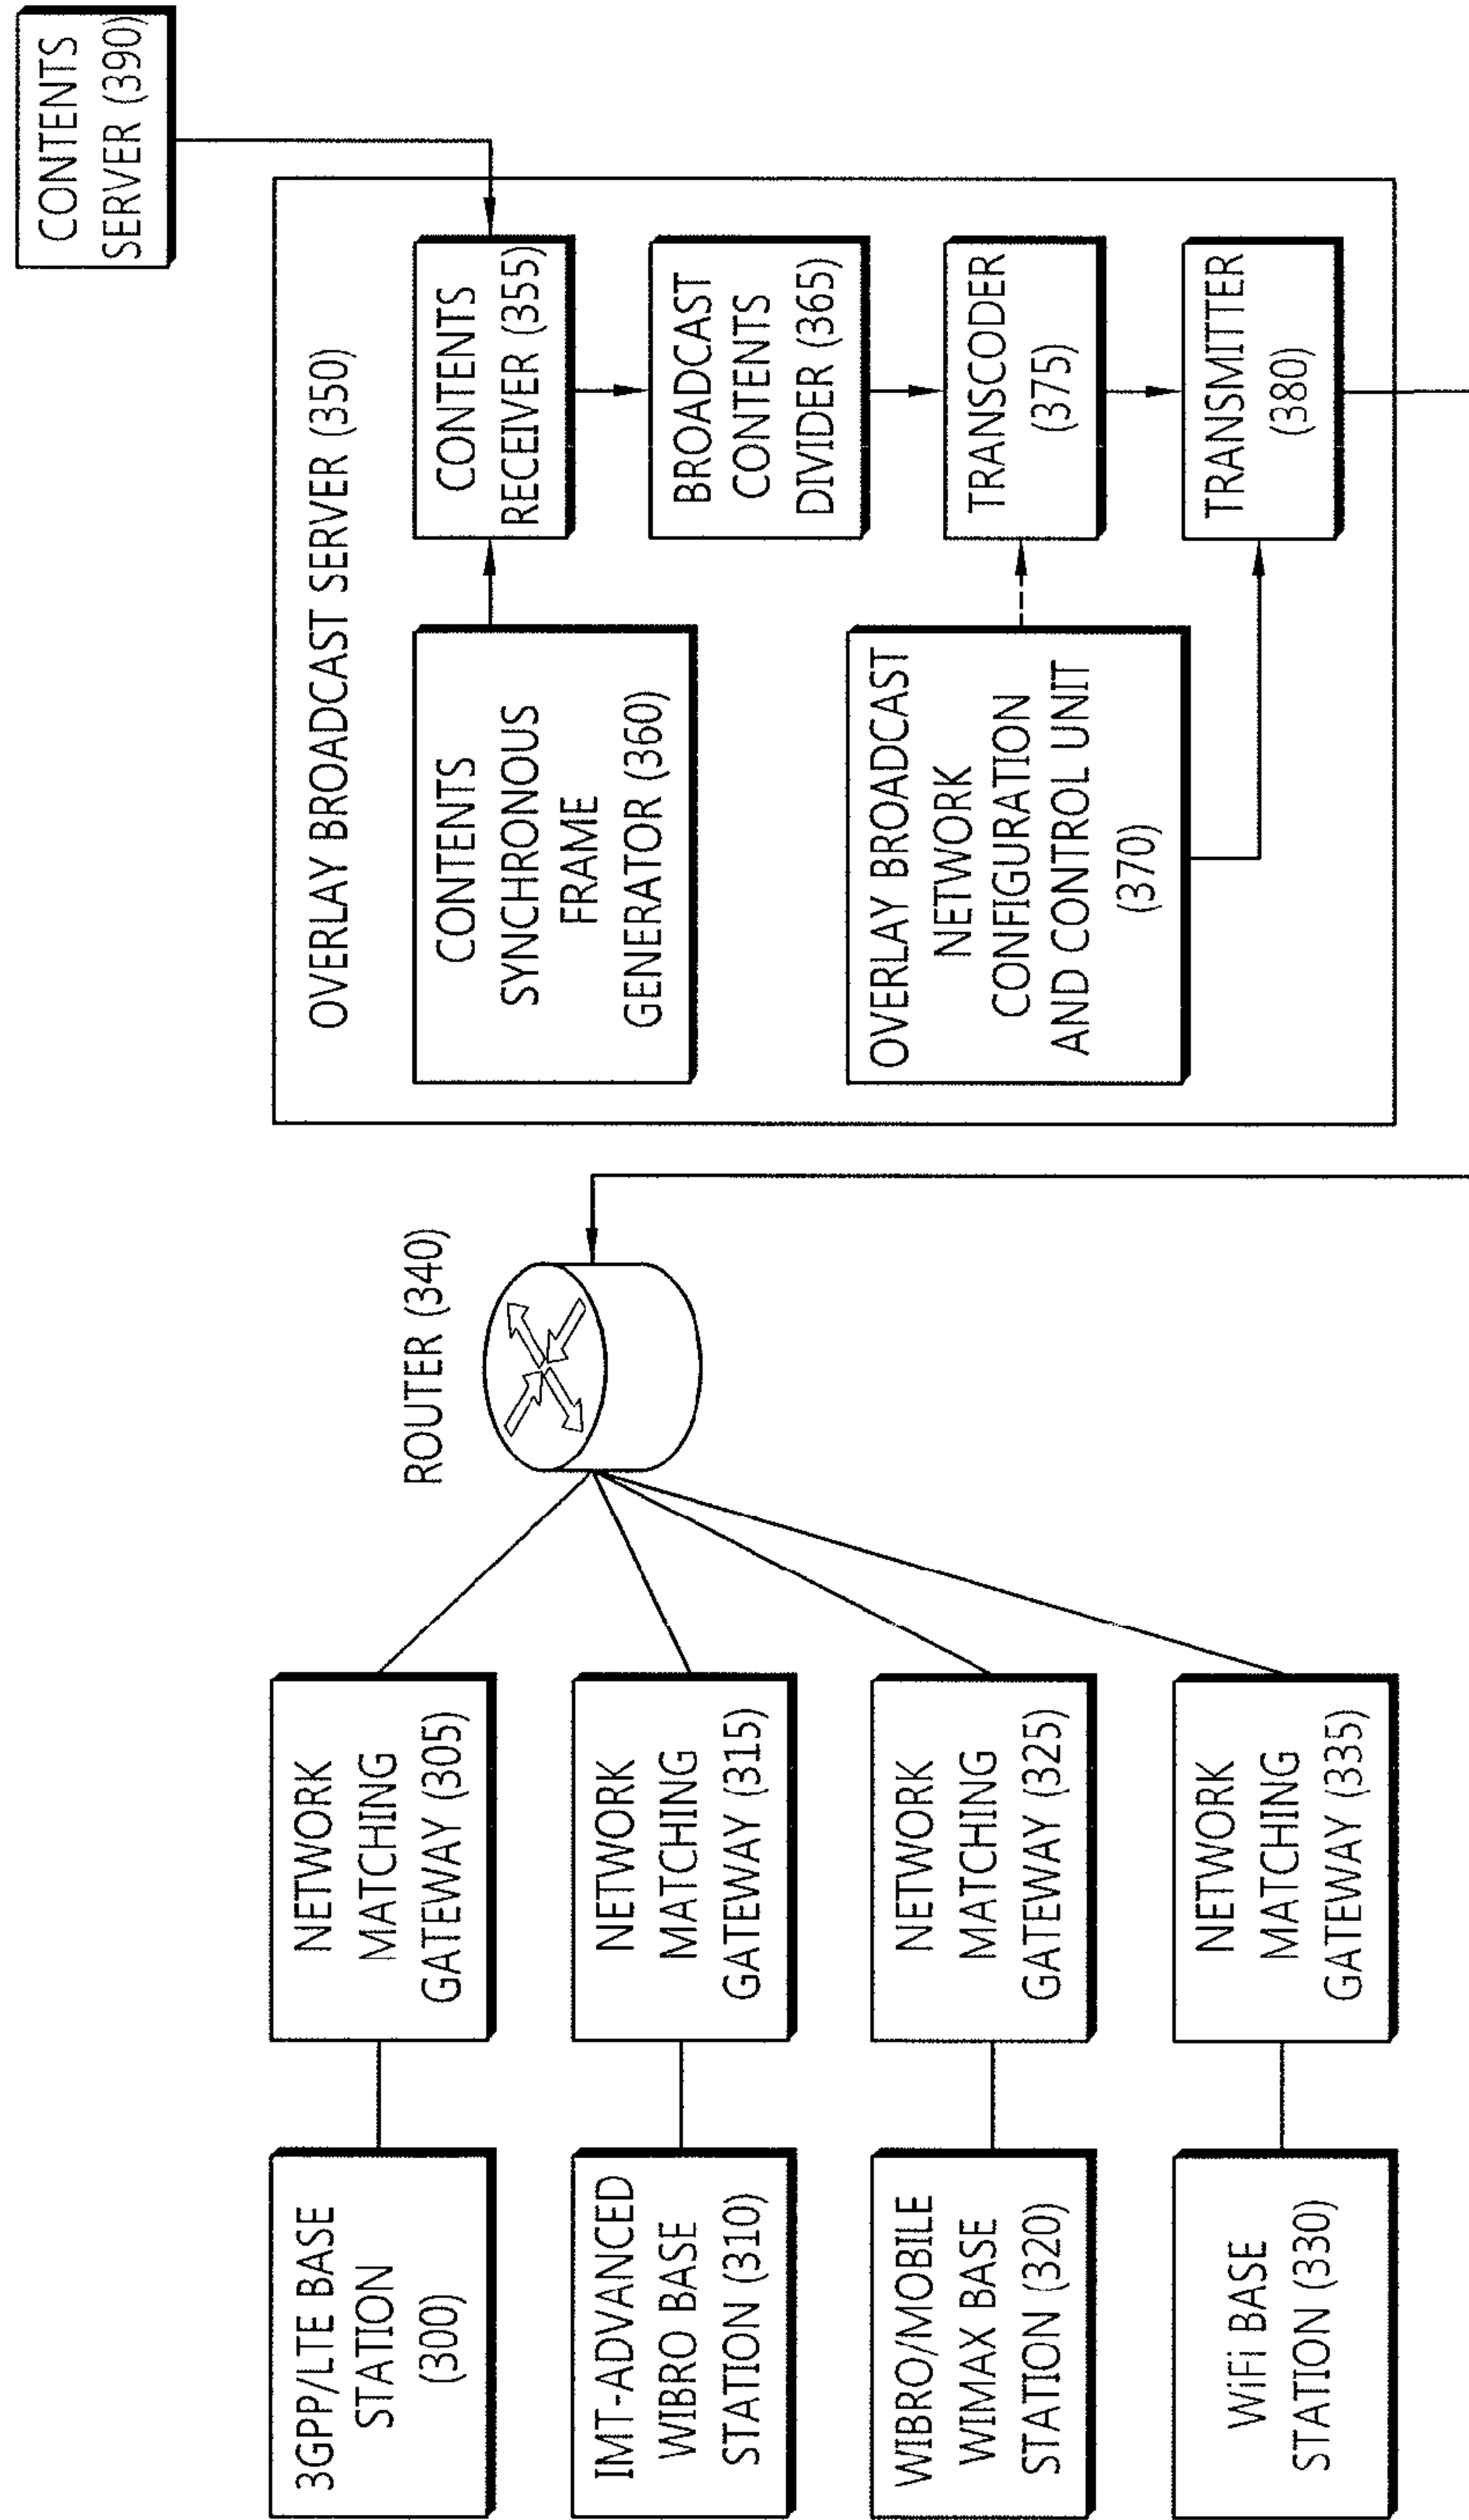 3GPP/LTE BASE
STATION
(300)
NETWORK
MATCHING
GATEWAY (305)
IMT-ADVANCED
WIBRO BASE
STATION (310)
NETWORK
MATCHING
GATEWAY (315)
WIBRO/MOBILE
WIMAX BASE
STATION (320)
NETWORK
MATCHING
GATEWAY (325)
WiFi BASE
STATION (330)
NETWORK
MATCHING
GATEWAY (335)
ROUTER (340)
OVERLAY BROADCAST SERVER (350)
CONTENTS
SYNCHRONOUS
FRAME
GENERATOR (360)
CONTENTS
RECEIVER (355)
BROADCAST
CONTENTS
DIVIDER (365)
OVERLAY BROADCAST
NETWORK
CONFIGURATION
AND CONTROL UNIT
(370)
TRANSCODER
(375)
TRANSMITTER
(380)
CONTENTS
SERVER (390)